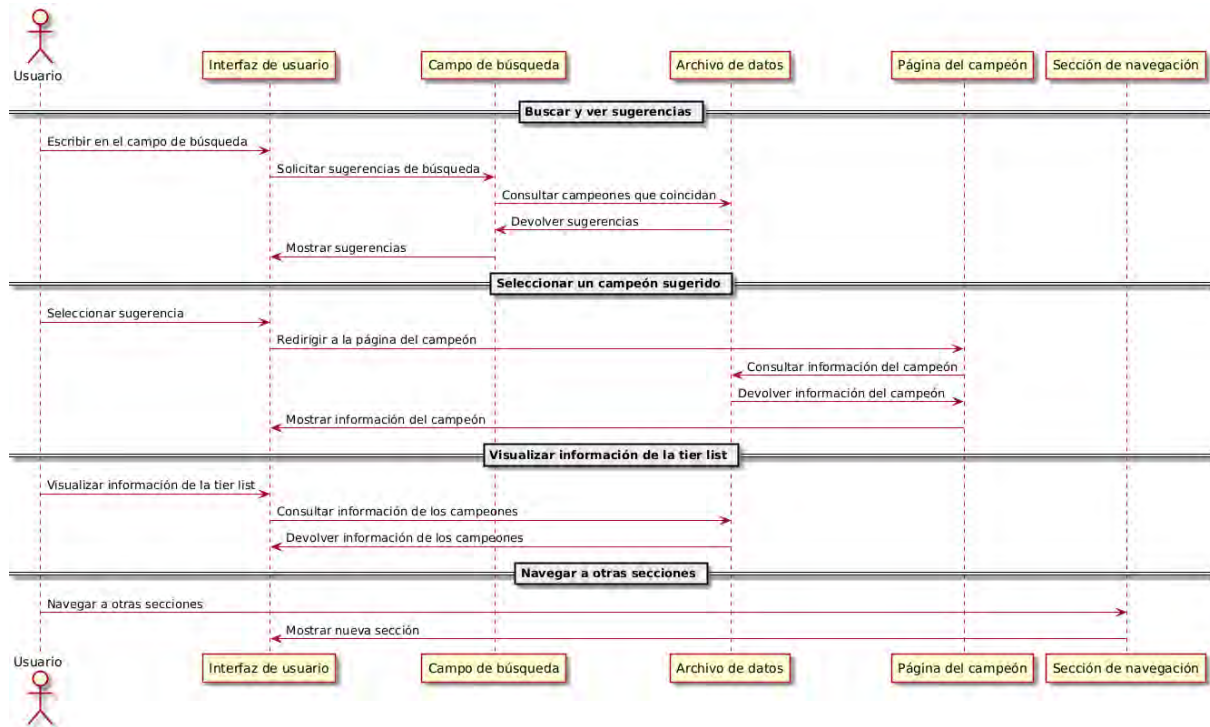 Usuario
Interfaz de usuario
Campo de búsqueda
Archivo de datos
Página del campeón
Sección de navegación
Buscar y ver sugerencias
Escribir en el campo de búsqueda
Solicitar sugerencias de búsqueda
Consultar campeones que coincidan
Devolver sugerencias
Mostrar sugerencias
Seleccionar un campeón sugerido
Seleccionar sugerencia
Redirigir a la página del campeón
Consultar información del campeón
Devolver información del campeón
Mostrar información del campeón
Visualizar información de la tier list
Visualizar información de la tier list
Consultar información de los campeones
Devolver información de los campeones
Navegar a otras secciones
Navegar a otras secciones
Mostrar nueva sección
Usuario
Interfaz de usuario
Campo de búsqueda
Archivo de datos
Página del campeón
Sección de navegación